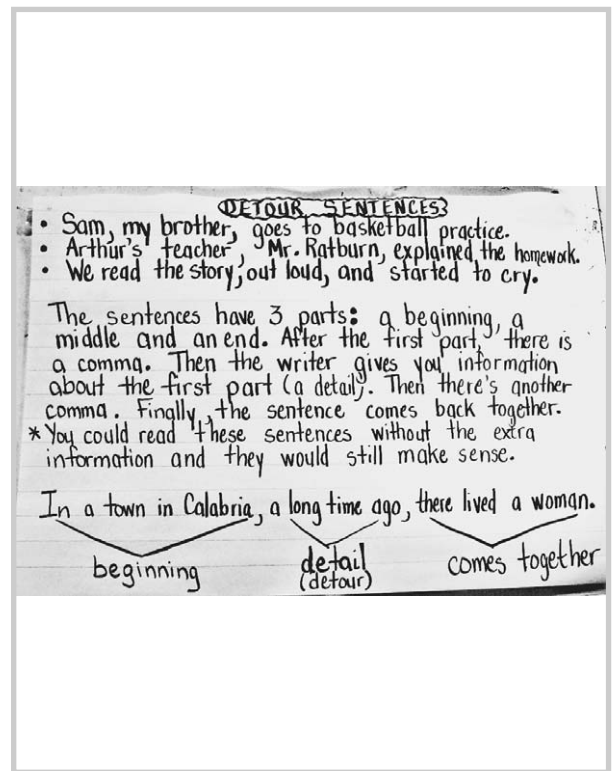 DETOUR SENTENCES
• Sam, my brother, goes to basketball practice.
• Arthur's teacher, Mr. Ratburn, explained the homework.
• We read the story, out loud, and started to cry.
The sentences have 3 parts: a beginning, a
middle and an end. After the first part, there is
a comma. Then the writer gives you information
about the first part (a detail). Then there's another
comma. Finally, the sentence comes back together.
* You could read these sentences without the extra
information and they would still make sense.
In a town in Calabria, a long time ago, there lived a woman.
beginning detail comes together
(detour)